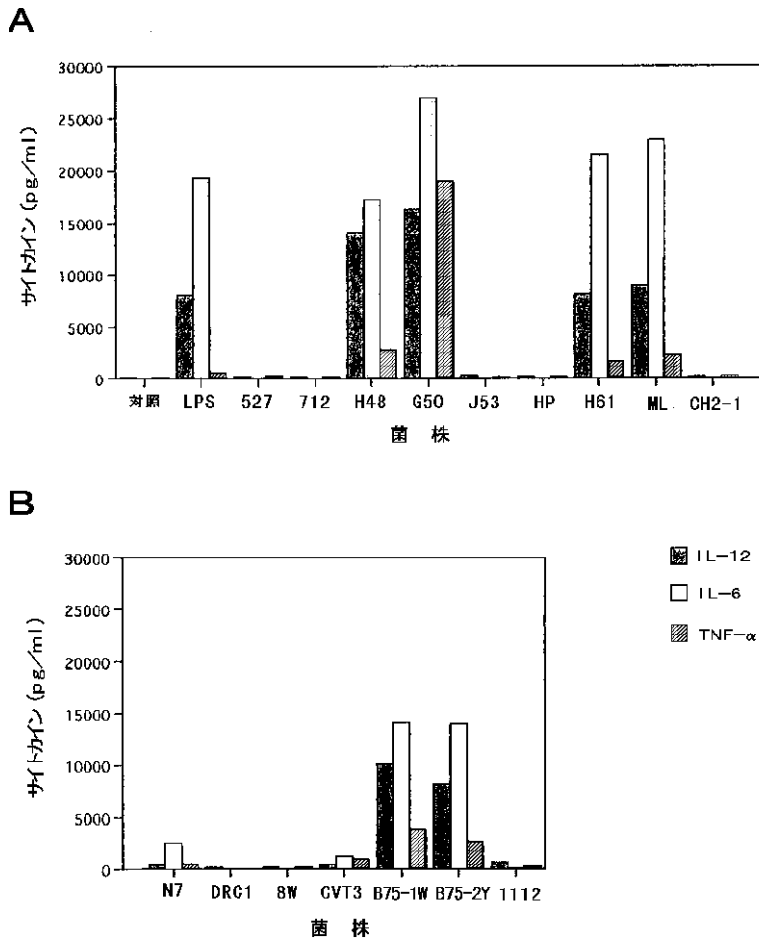 A
サイトカイン (pg/ml)
30000
25000
20000
15000
10000
5000
0
対照 LPS 527 712 H48 G50 J53 HP H61 ML CH2-1
菌 株
B
サイトカイン (pg/ml)
30000
25000
20000
15000
10000
5000
0
N7 DRC1 8W CVT3 B75-1W B75-2Y 1112
菌 株
IL-12
IL-6
TNF-α